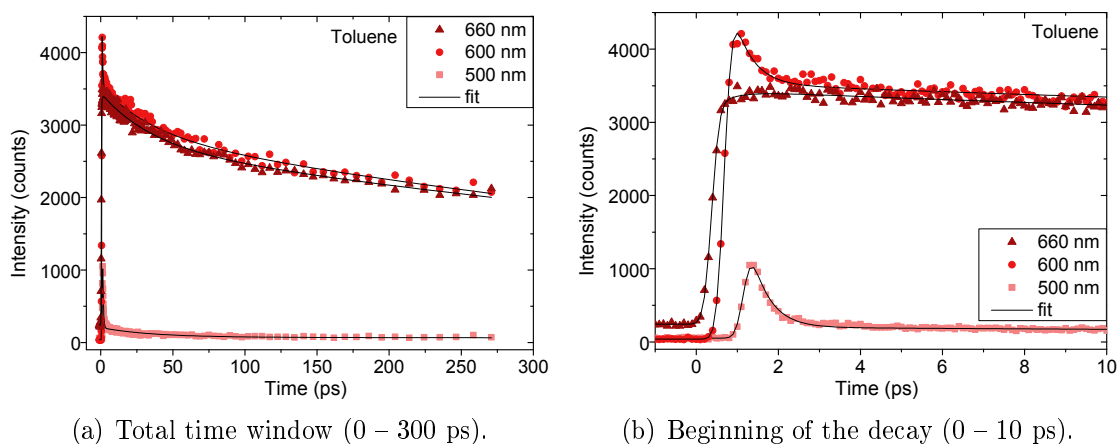 Toluene
660 nm
600 nm
500 nm
fit
4000
3000
2000
1000
0
Intensity (counts)
0 50 100 150 200 250 300
Time (ps)
(a) Total time window (0 – 300 ps).
Toluene
4000
3000
2000
1000
0
Intensity (counts)
660 nm
600 nm
500 nm
fit
0 2 4 6 8 10
Time (ps)
(b) Beginning of the decay (0 – 10 ps).